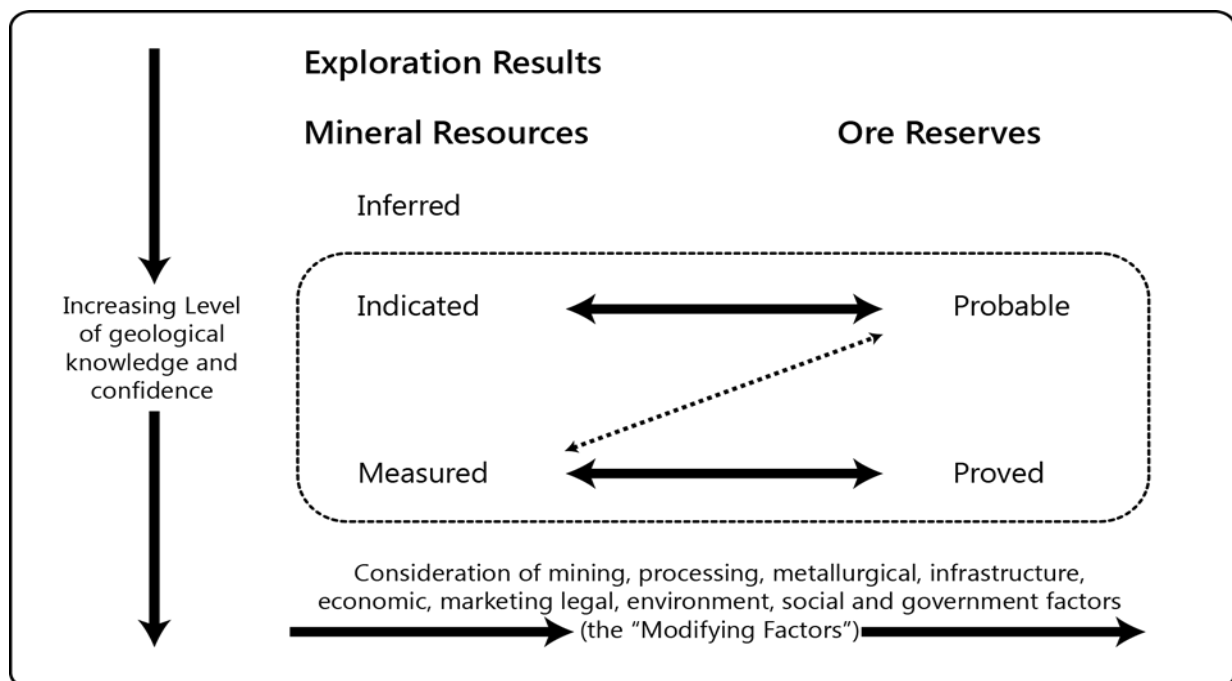 Exploration Results
Mineral Resources
Ore Reserves
Inferred
Increasing Level
of geological
knowledge and
confidence
Indicated
Probable
Measured
Proved
Consideration of mining, processing, metallurgical, infrastructure,
economic, marketing legal, environment, social and government factors
(the “Modifying Factors”)